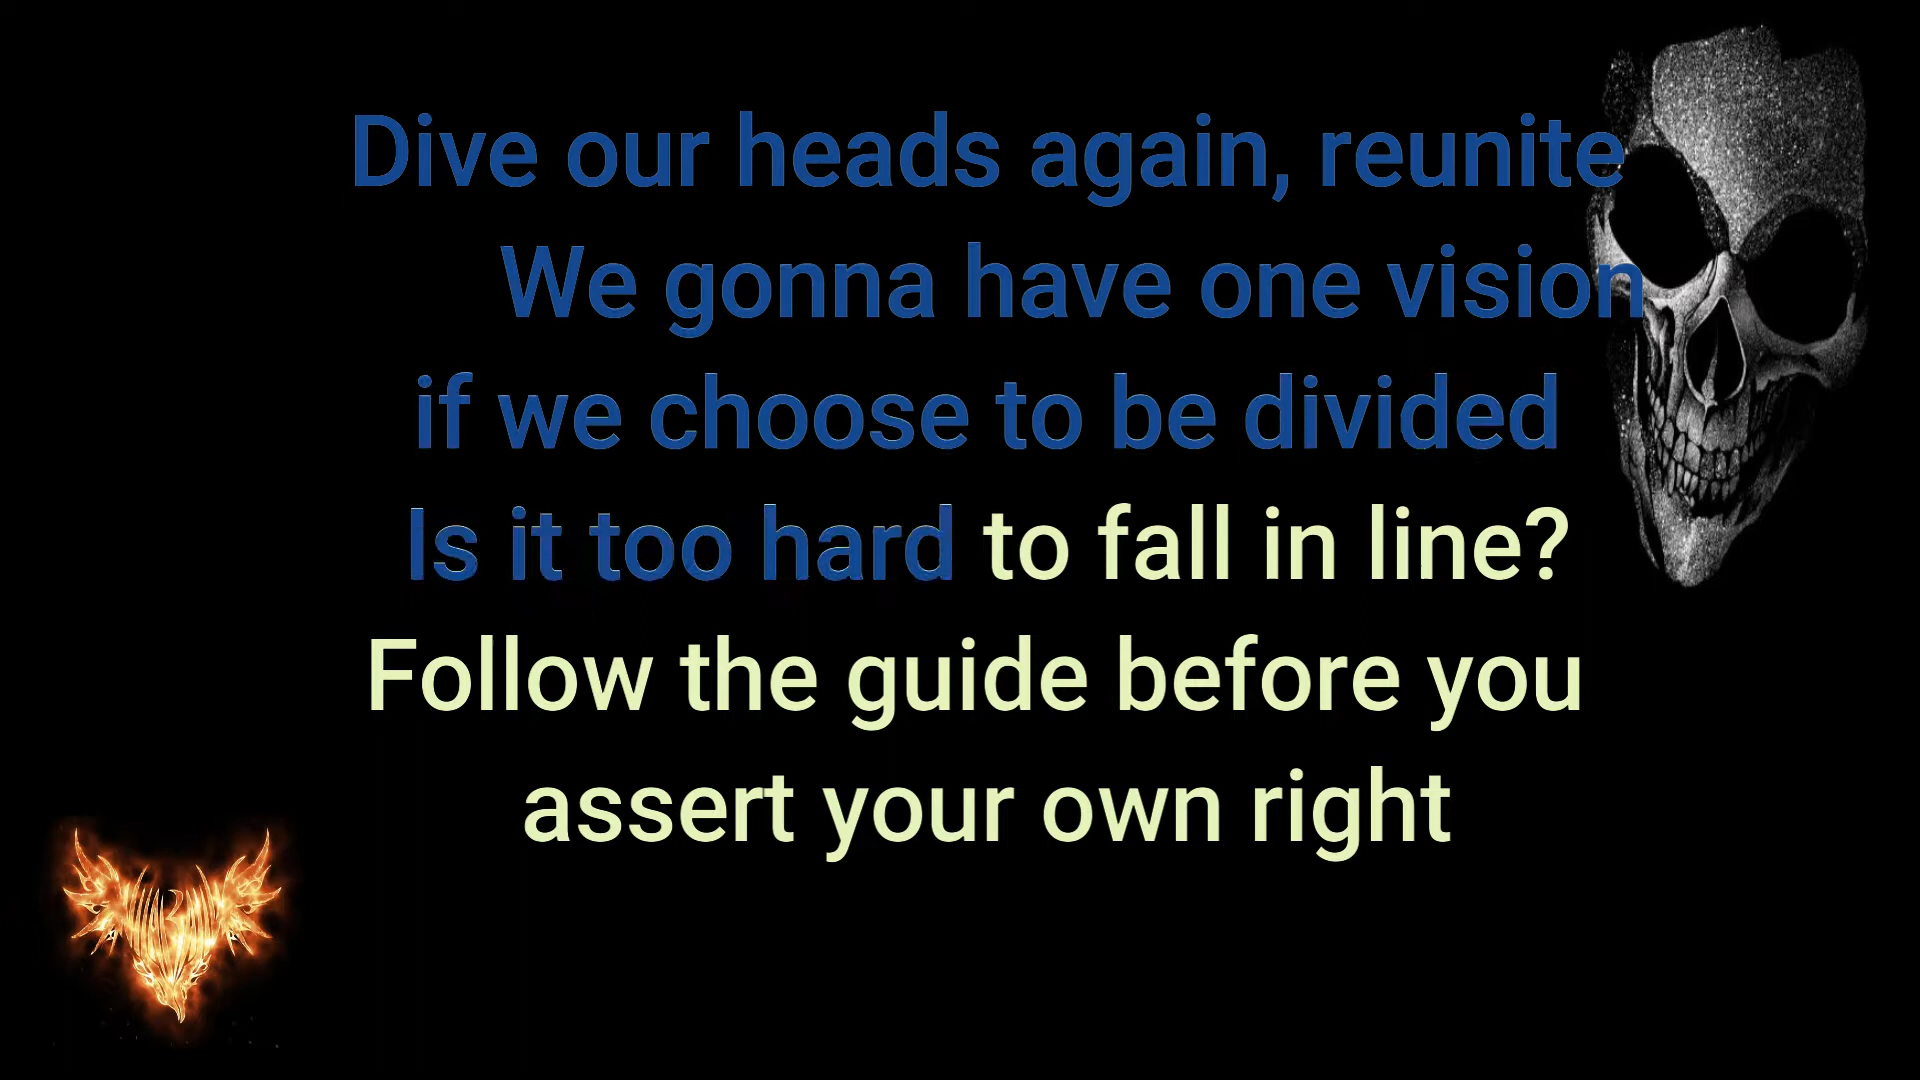 Dive our heads again, reunite
We gonna have one vision
if we choose to be divided
Is it too hard to fall in line?
Follow the guide before you
assert your own right